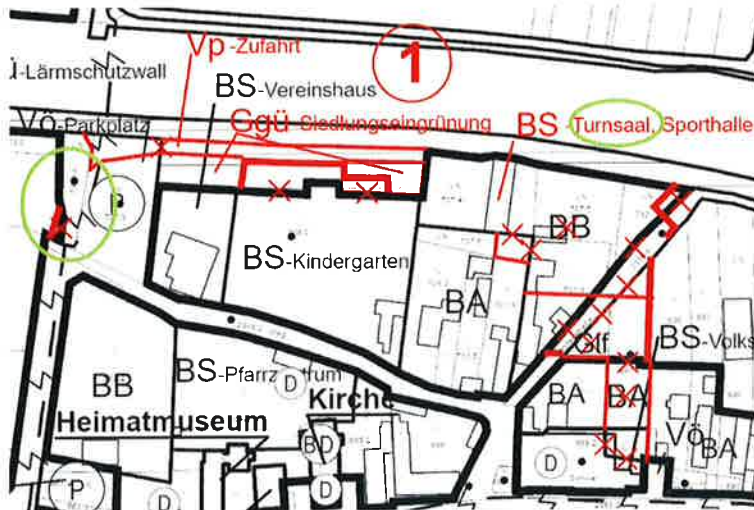 Vp-Zufahrt
1
ü-Lärmschutzwall
BS-Vereinshaus
Vö-Parkplatz
Ggü-Siedlungseingrünung
BS-Turnsaal, Sporthalle
P
BB
BS-Kindergarten
BA
Glf
BS-Volks
BB
BS-Pfarrzentrum
D
BA
BA
Heimatmuseum
Kirche
BD
Vö
BA
D
P
D
D